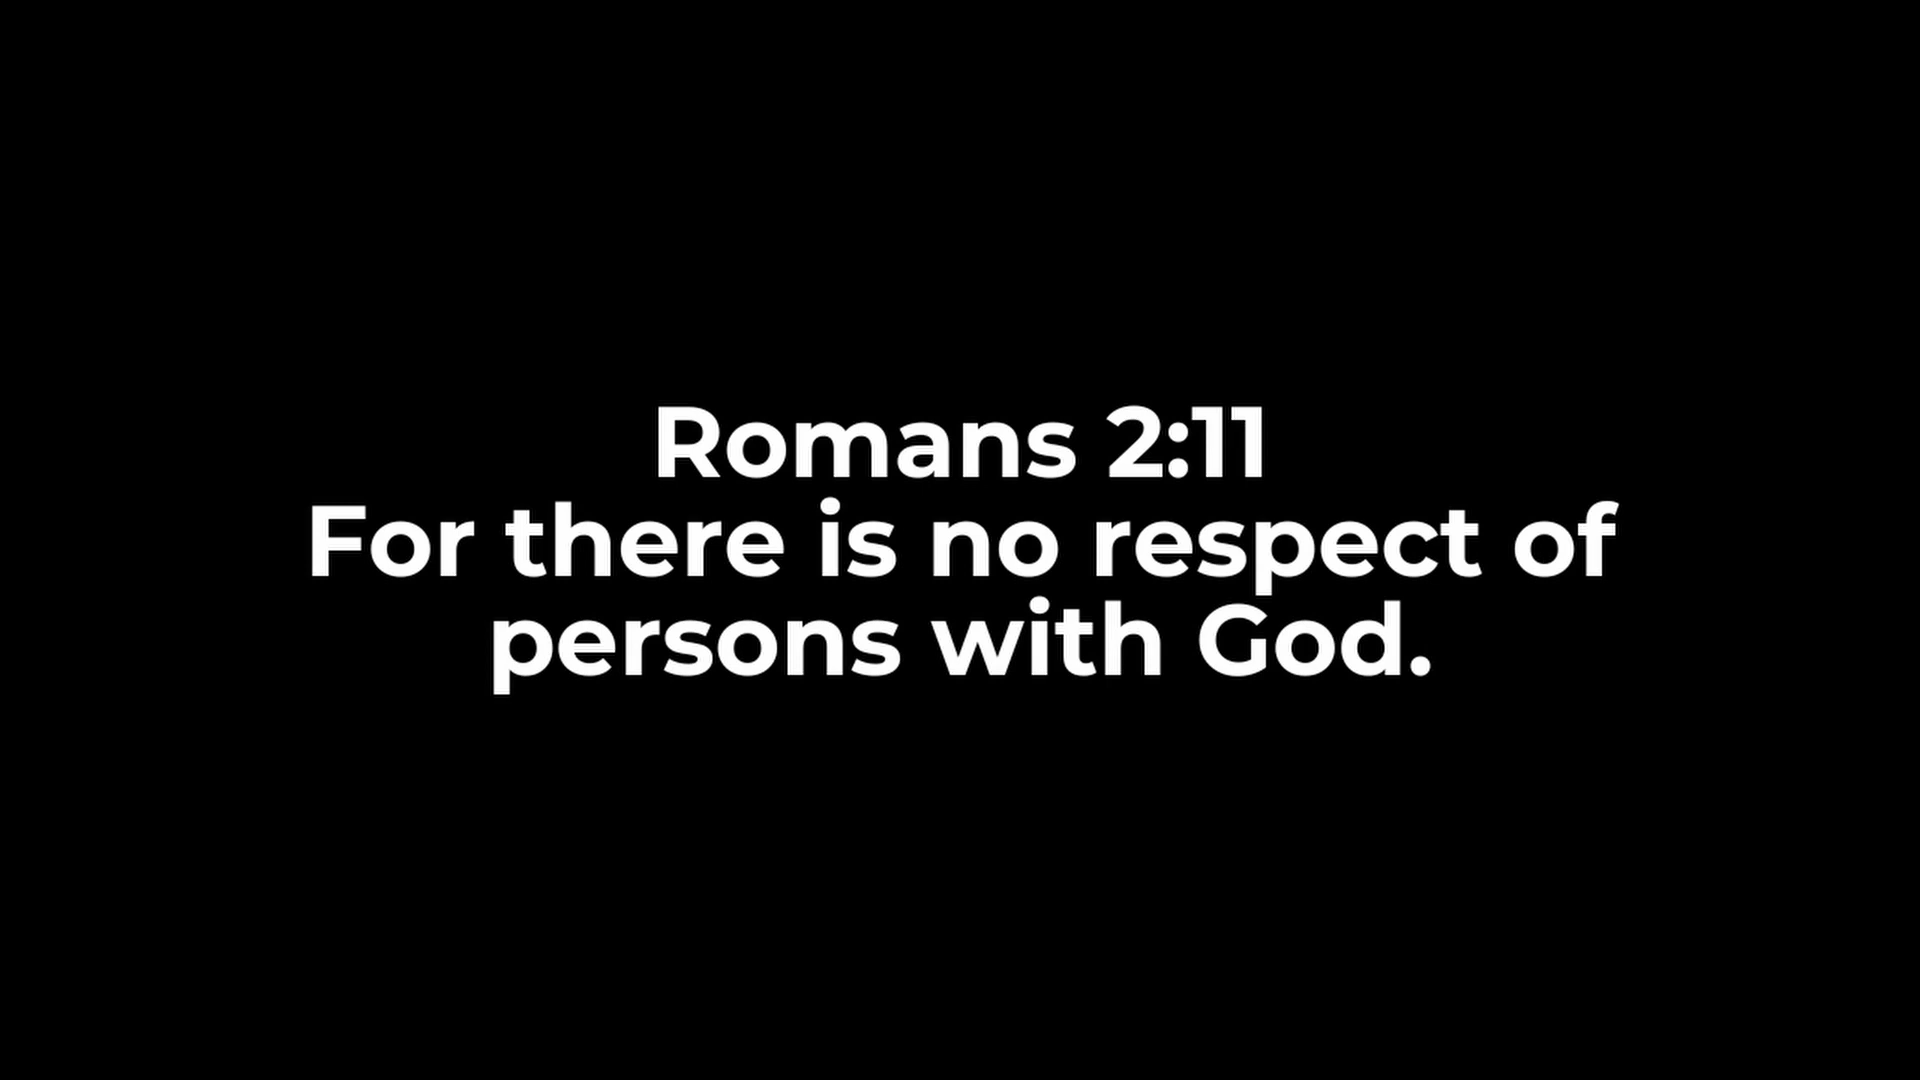 Romans 2:11
For there is no respect of
persons with God.